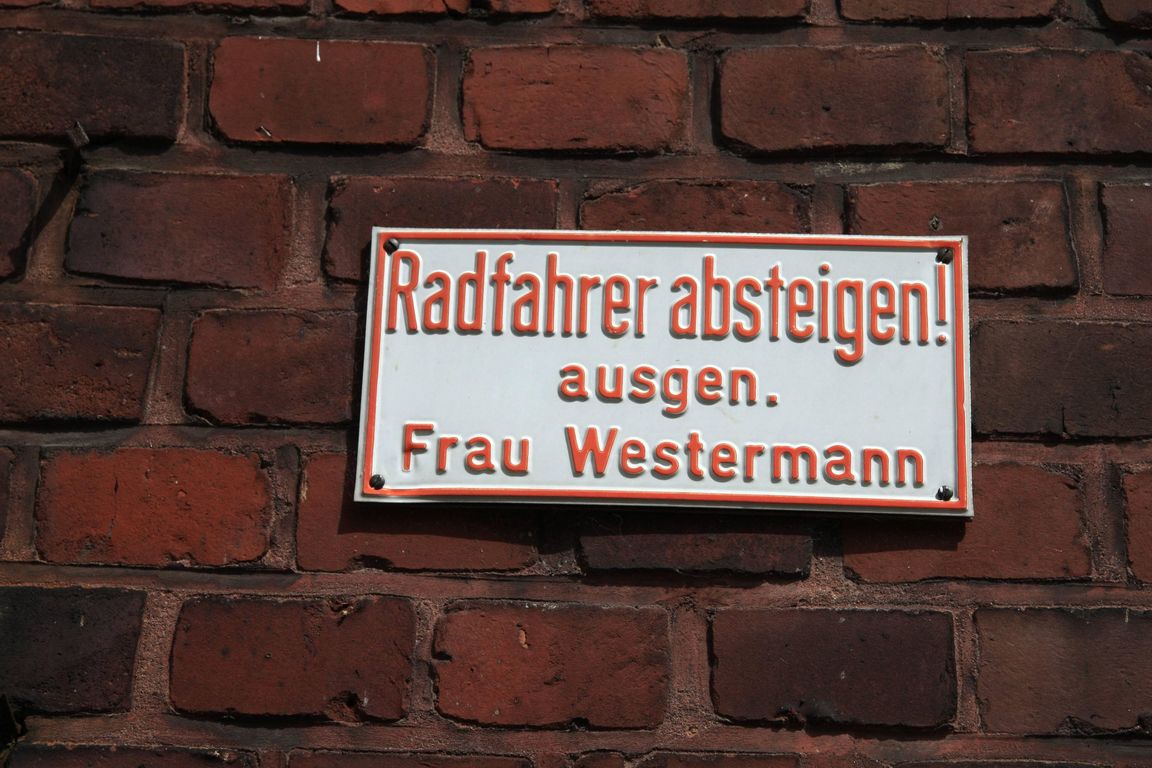 Radfahrer absteigen!
ausgen.
Frau Westermann